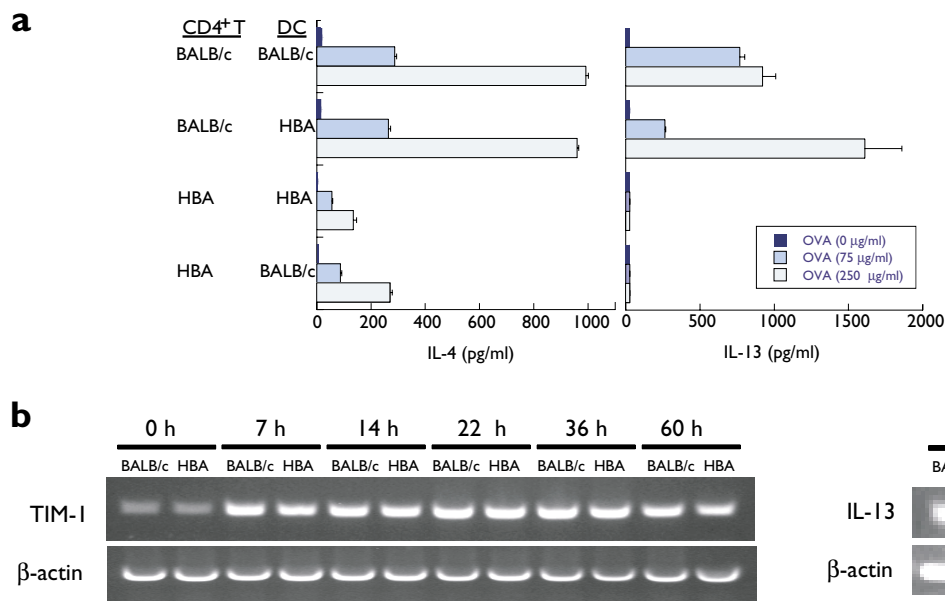 a
CD4+ T DC
BALB/c BALB/c
BALB/c HBA
HBA HBA
HBA BALB/c
0 200 400 600 800 1000
IL-4 (pg/ml)
0 500 1000 1500 2000
IL-13 (pg/ml)
OVA (0 µg/ml)
OVA (75 µg/ml)
OVA (250 µg/ml)
b
0 h 7 h 14 h 22 h 36 h 60 h
BALB/c HBA BALB/c HBA BALB/c HBA BALB/c HBA BALB/c HBA BALB/c HBA
TIM-1
β-actin
BA
IL-13
β-actin